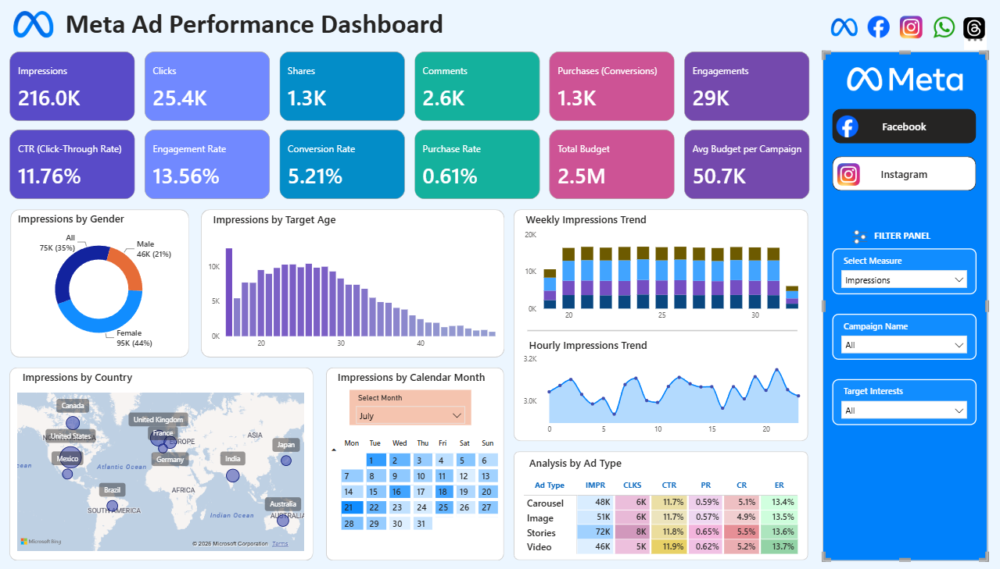 Meta Ad Performance Dashboard
Impressions
216.0K
Clicks
25.4K
Shares
1.3K
Comments
2.6K
Purchases (Conversions)
1.3K
Engagements
29K
CTR (Click-Through Rate)
11.76%
Engagement Rate
13.56%
Conversion Rate
5.21%
Purchase Rate
0.61%
Total Budget
2.5M
Avg Budget per Campaign
50.7K
Meta
Facebook
Instagram
FILTER PANEL
Select Measure
Impressions
Campaign Name
All
Target Interests
All
Impressions by Gender
All
75K (35%)
Male
46K (21%)
Female
95K (44%)
Impressions by Target Age
10K
5K
0K
20 30 40
Weekly Impressions Trend
20K
10K
0K
20 25 30
Hourly Impressions Trend
3.2K
3.0K
0 5 10 15 20
Impressions by Country
Canada
United Kingdom
France
United States
EUROPE
ASIA
Germany
Mexico
India
Japan
Atlantic Ocean
ean
AFRICA
Brazil
SOUTH AMERICA
Indian Ocean
Australia
AUSTRALIA
Microsoft Bing
© 2026 Microsoft Corporation Terms
Impressions by Calendar Month
Select Month
July
Mon Tue Wed Thu Fri Sat Sun
1 2 3 4 5 6
7 8 9 10 11 12 13
14 15 16 17 18 19 20
21 22 23 24 25 26 27
28 29 30 31
Analysis by Ad Type
Ad Type IMPR CLKS CTR PR CR ER
Carousel 48K 6K 11.7% 0.59% 5.1% 13.4%
Image 51K 6K 11.7% 0.57% 4.9% 13.5%
Stories 72K 8K 11.8% 0.65% 5.5% 13.6%
Video 46K 5K 11.9% 0.62% 5.2% 13.7%